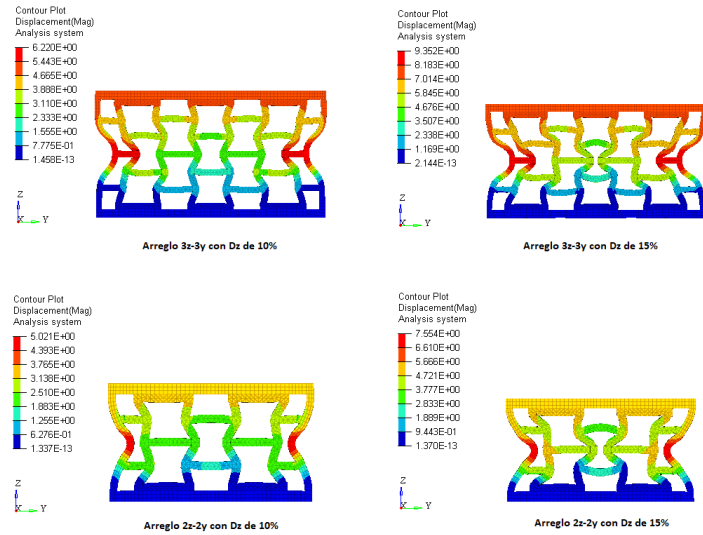 Contour Plot
Displacement(Mag)
Analysis system
6.220E+00
5.443E+00
4.665E+00
3.888E+00
3.110E+00
2.333E+00
1.555E+00
7.775E-01
1.458E-13
Z
X
Y
Arreglo 3z-3y con Dz de 10%
Contour Plot
Displacement(Mag)
Analysis system
9.352E+00
8.183E+00
7.014E+00
5.845E+00
4.676E+00
3.507E+00
2.338E+00
1.169E+00
2.144E-13
Z
X
Y
Arreglo 3z-3y con Dz de 15%
Contour Plot
Displacement(Mag)
Analysis system
5.021E+00
4.393E+00
3.765E+00
3.138E+00
2.510E+00
1.883E+00
1.255E+00
6.276E-01
1.337E-13
Z
X
Y
Arreglo 2z-2y con Dz de 10%
Contour Plot
Displacement(Mag)
Analysis system
7.554E+00
6.610E+00
5.666E+00
4.721E+00
3.777E+00
2.833E+00
1.889E+00
9.443E-01
1.370E-13
Z
X
Y
Arreglo 2z-2y con Dz de 15%